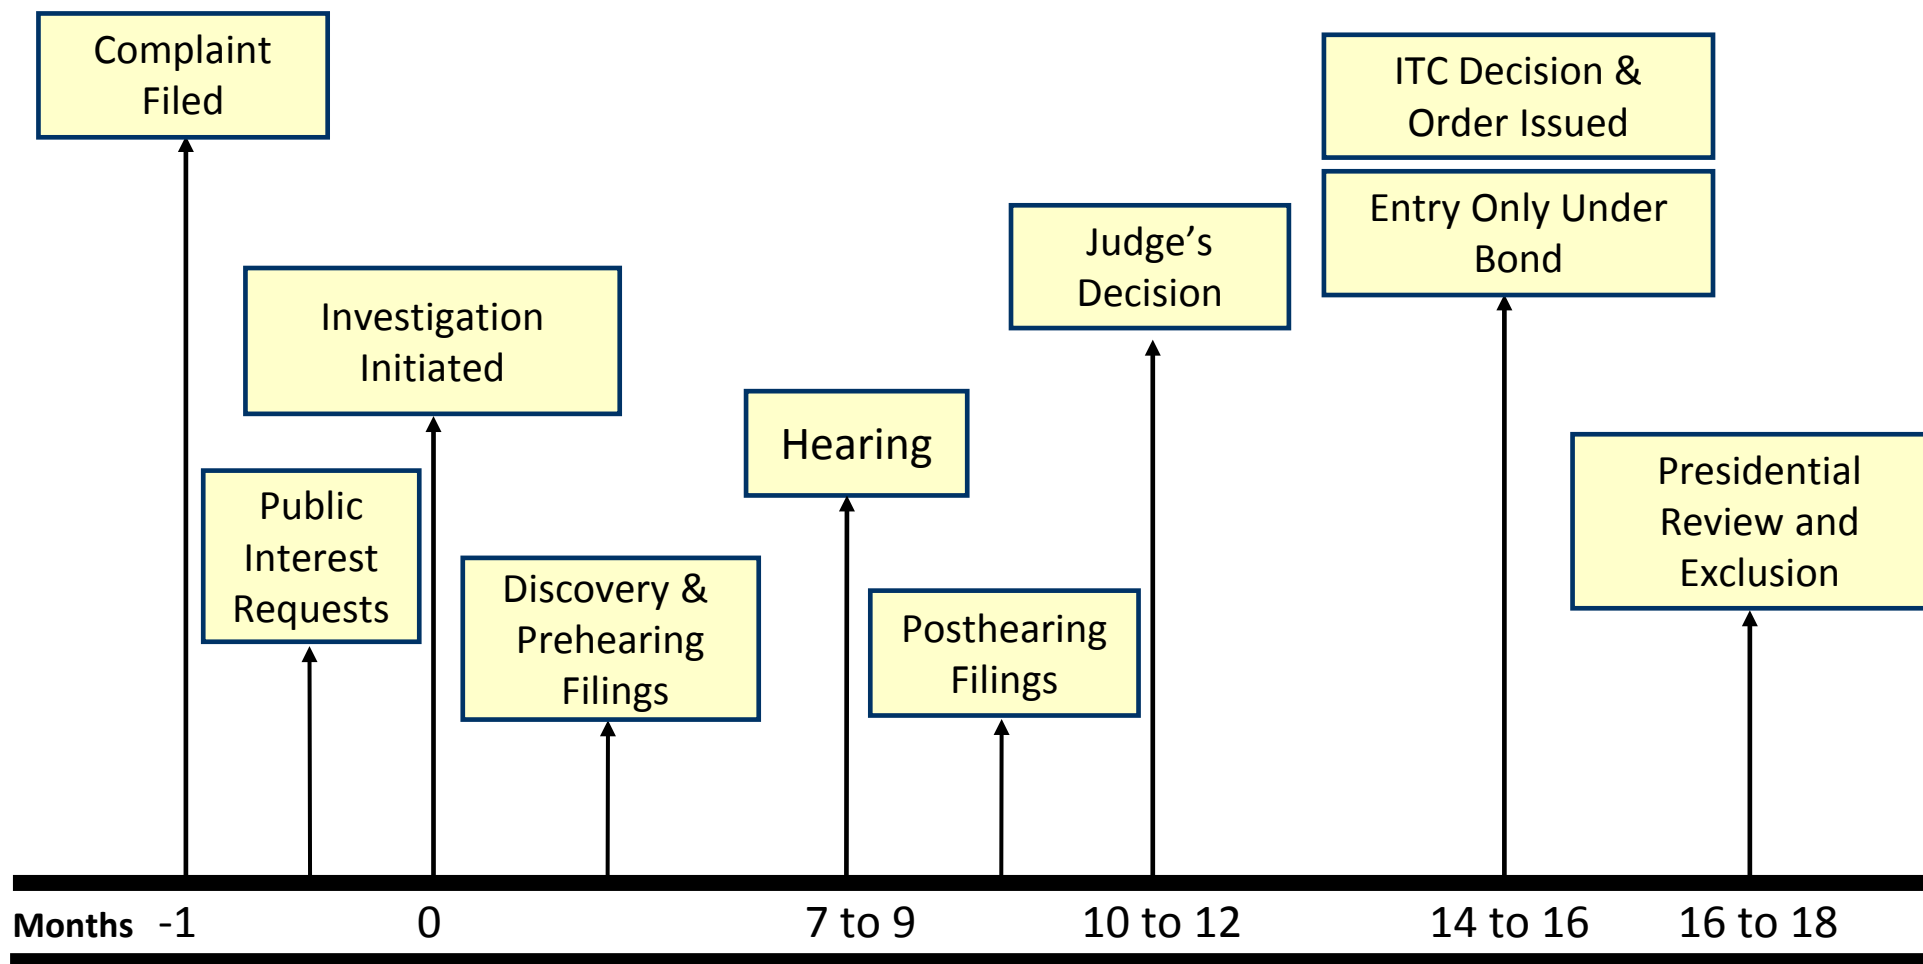 Complaint
Filed
Public
Interest
Requests
Investigation
Initiated
Discovery &
Prehearing
Filings
Hearing
Posthearing
Filings
Judge’s
Decision
ITC Decision &
Order Issued
Entry Only Under
Bond
Presidential
Review and
Exclusion
Months -1 0 7 to 9 10 to 12 14 to 16 16 to 18